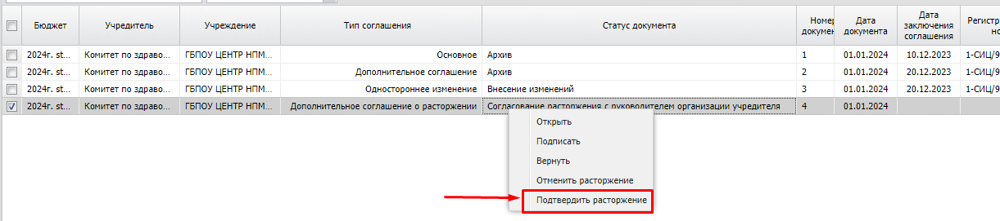 Бюджет Учредитель Учреждение Тип соглашения Статус документа Номер документ Дата документа Дата заключения соглашения Регистр но
2024г. st... Комитет по здраво... ГБПОУ ЦЕНТР НПМ... Основное Архив 1 01.01.2024 10.12.2023 1-СИЦ/9
2024г. st... Комитет по здраво... ГБПОУ ЦЕНТР НПМ... Дополнительное соглашение Архив 2 01.01.2024 20.12.2023 1-СИЦ/9
2024г. st... Комитет по здраво... ГБПОУ ЦЕНТР НПМ... Одностороннее изменение Внесение изменений 3 01.01.2024 20.12.2023 1-СИЦ/9
2024г. st... Комитет по здраво... ГБПОУ ЦЕНТР НПМ... Дополнительное соглашение о расторжении Согласование расторжения с руководителем организации учредителя 4 01.01.2024
Открыть
Подписать
Вернуть
Отменить расторжение
Подтвердить расторжение